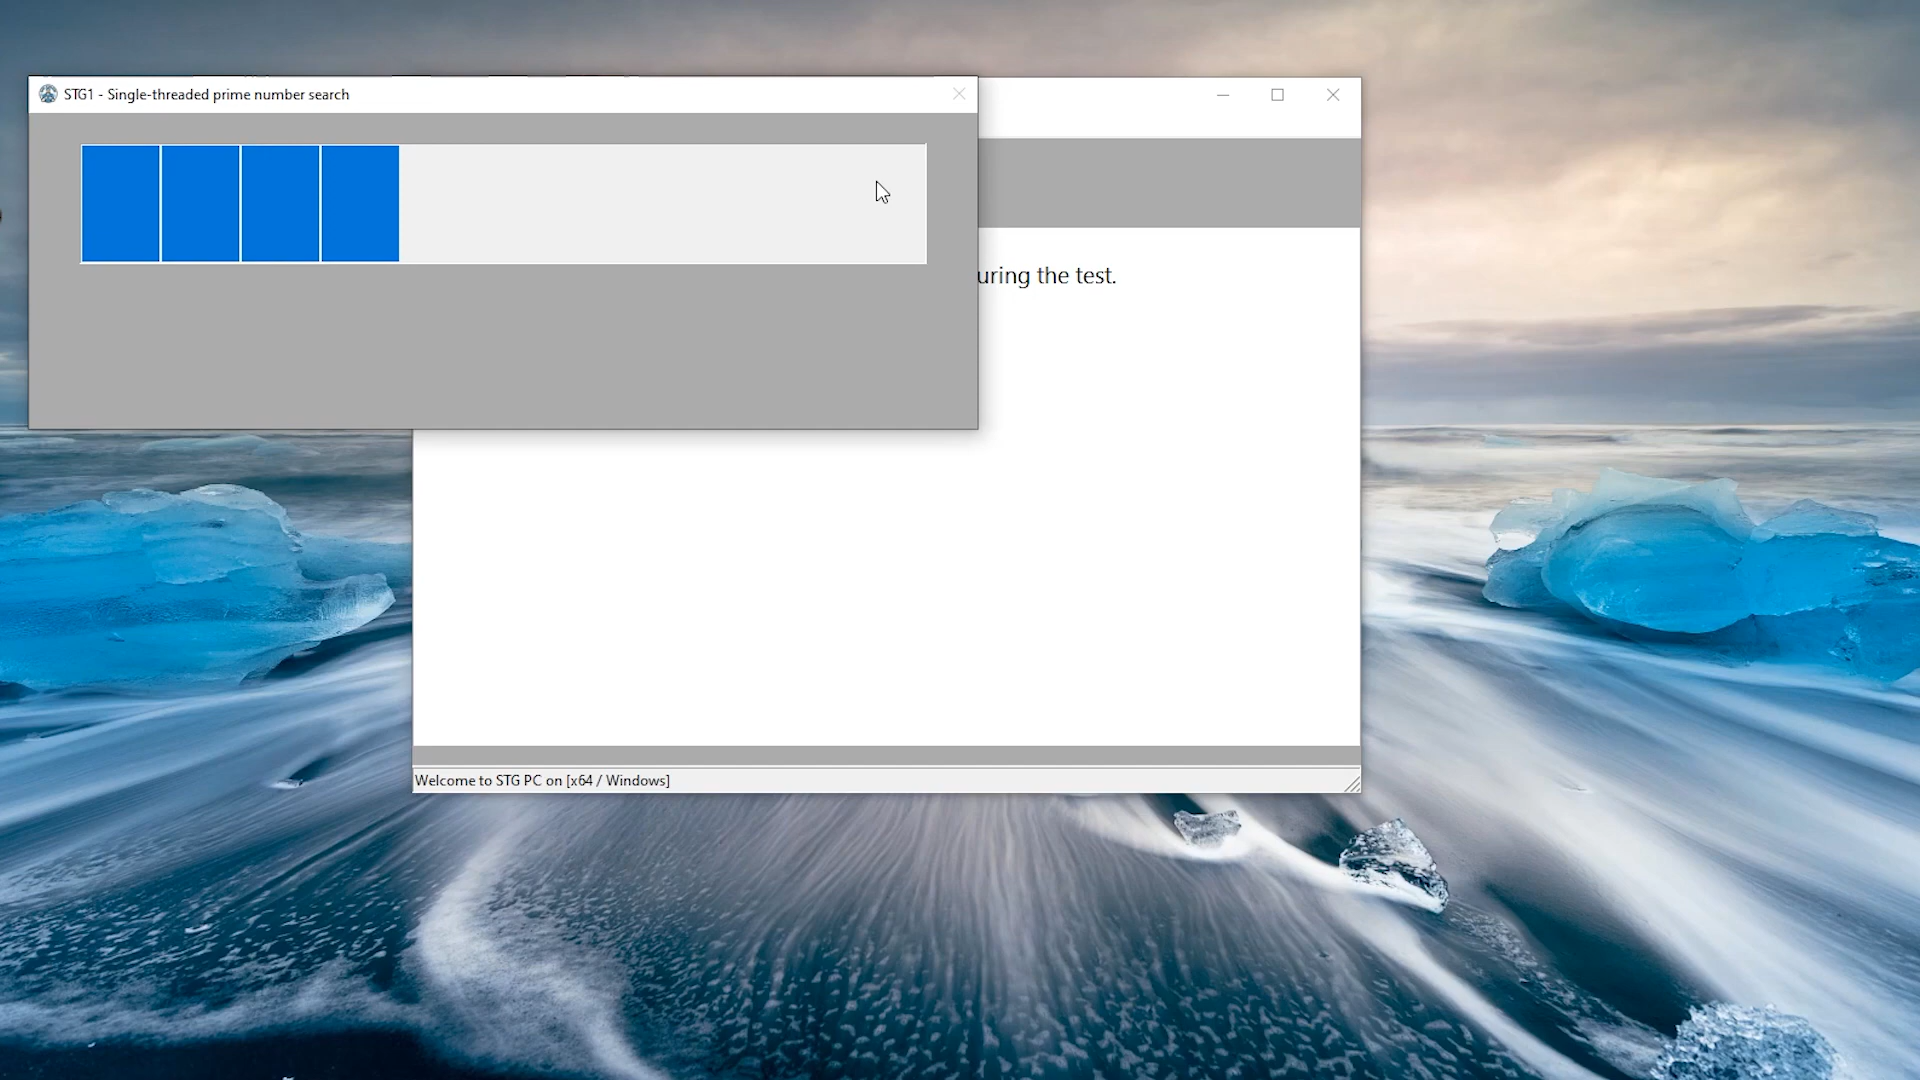 STG1 - Single-threaded prime number search
uring the test.
Welcome to STG PC on [x64 / Windows]